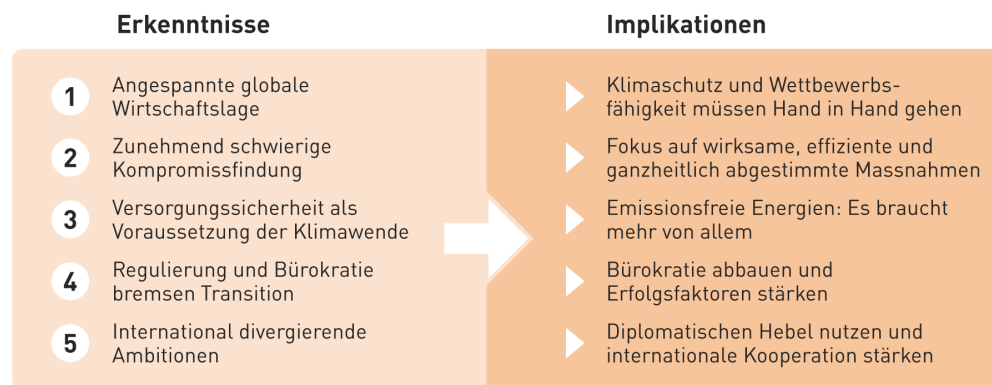 Erkenntnisse
Implikationen
1
Angespannte globale
Wirtschaftslage
Klimaschutz und Wettbewerbs-
fähigkeit müssen Hand in Hand gehen
2
Zunehmend schwierige
Kompromissfindung
Fokus auf wirksame, effiziente und
ganzheitlich abgestimmte Massnahmen
3
Versorgungssicherheit als
Voraussetzung der Klimawende
Emissionsfreie Energien: Es braucht
mehr von allem
4
Regulierung und Bürokratie
bremsen Transition
Bürokratie abbauen und
Erfolgsfaktoren stärken
5
International divergierende
Ambitionen
Diplomatischen Hebel nutzen und
internationale Kooperation stärken